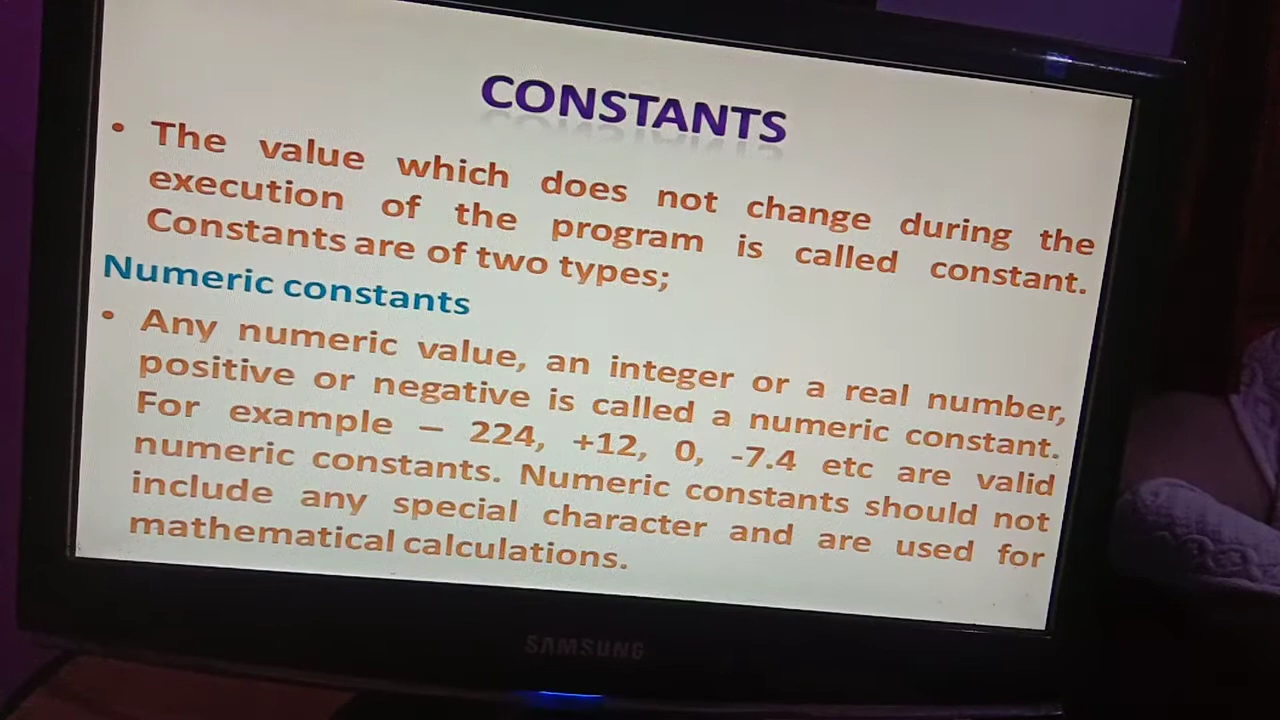 CONSTANTS
• The value which does not change during the
execution of the program is called constant.
Constants are of two types;
Numeric constants
• Any numeric value, an integer or a real number,
positive or negative is called a numeric constant.
For example – 224, +12, 0, -7.4 etc are valid
numeric constants. Numeric constants should not
include any special character and are used for
mathematical calculations.
SAMSUNG